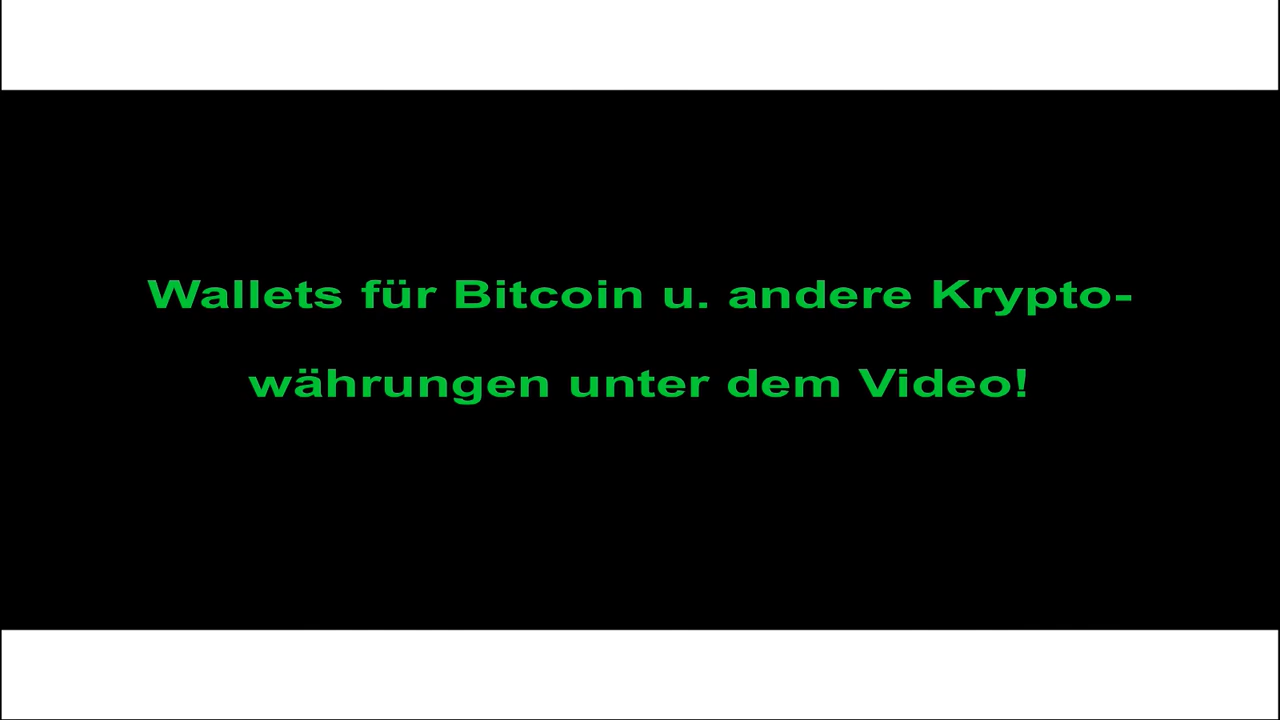 Wallets für Bitcoin u. andere Krypto-
währungen unter dem Video!